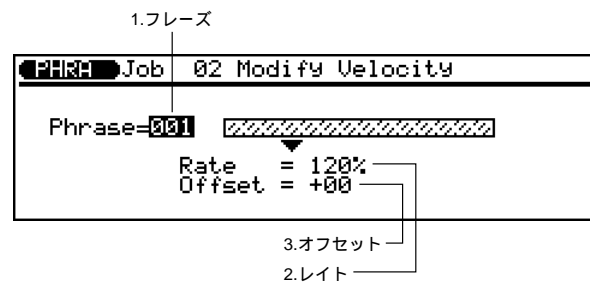 1.フレーズ
PHRA Job 02 Modify Velocity
Phrase=001
Rate = 120%
Offset = +00
3.オフセット
2.レイト